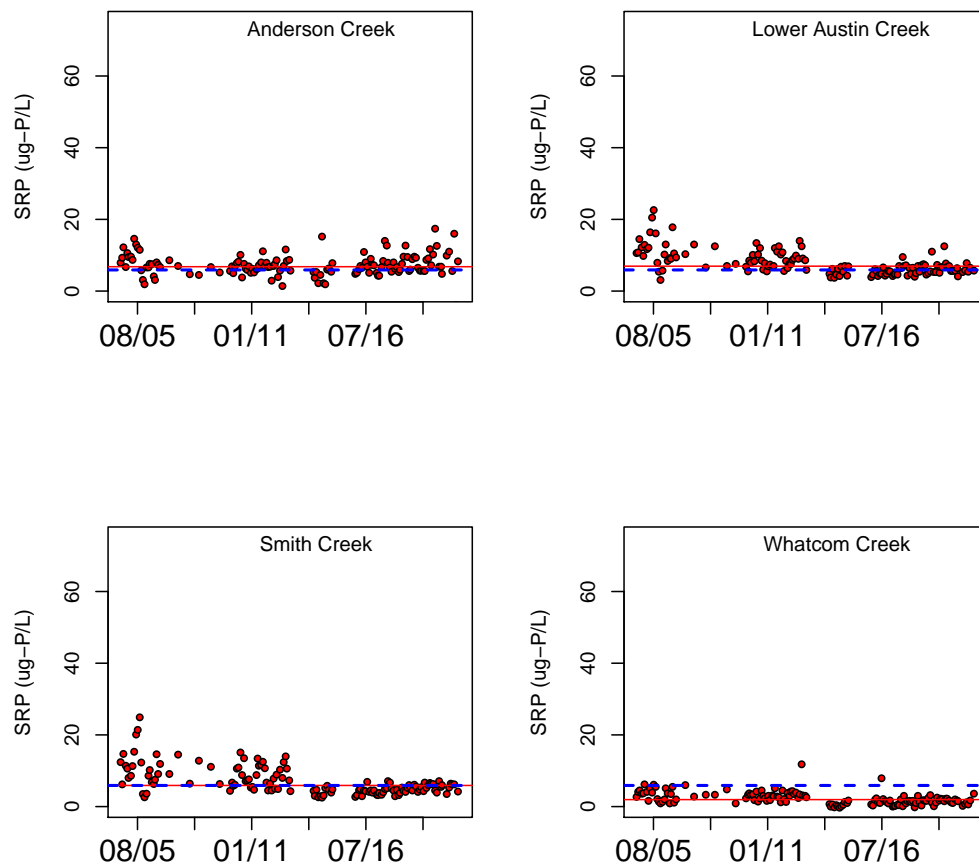 Anderson Creek
SRP (ug−P/L)
60
40
20
0
08/05 01/11 07/16
Lower Austin Creek
SRP (ug−P/L)
60
40
20
0
08/05 01/11 07/16
Smith Creek
SRP (ug−P/L)
60
40
20
0
08/05 01/11 07/16
Whatcom Creek
SRP (ug−P/L)
60
40
20
0
08/05 01/11 07/16